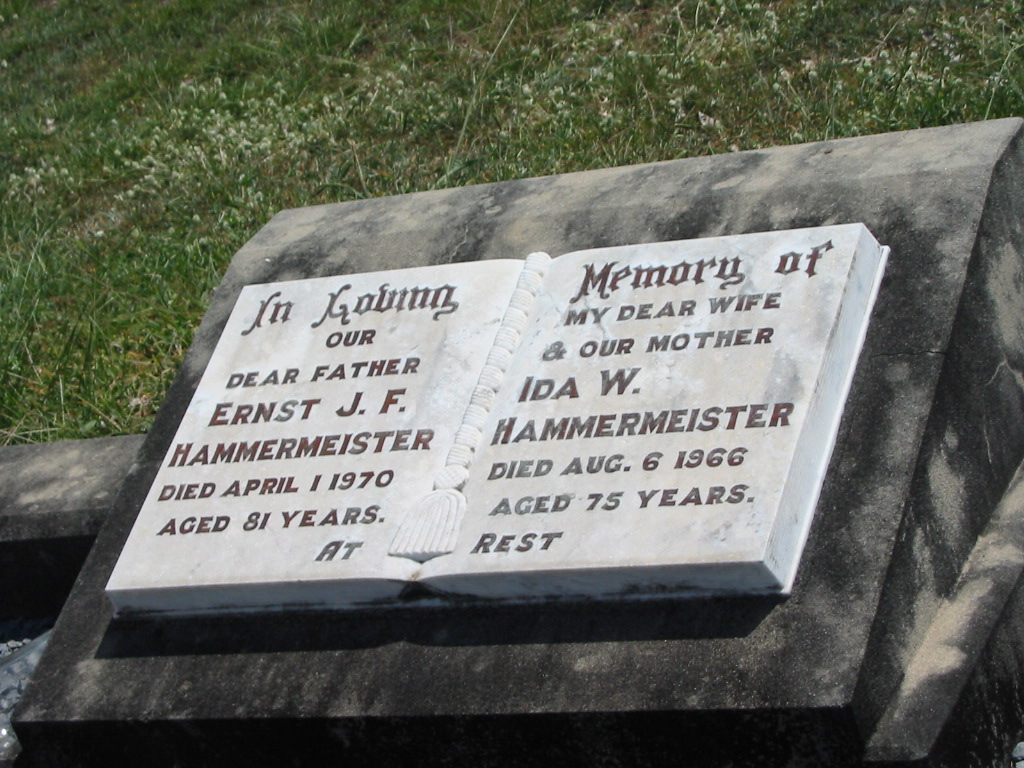 In Loving Memory of
OUR
DEAR FATHER
ERNST J. F.
HAMMERMEISTER
DIED APRIL 1 1970
AGED 81 YEARS.
MY DEAR WIFE
& OUR MOTHER
IDA W.
HAMMERMEISTER
DIED AUG. 6 1966
AGED 75 YEARS.
AT REST